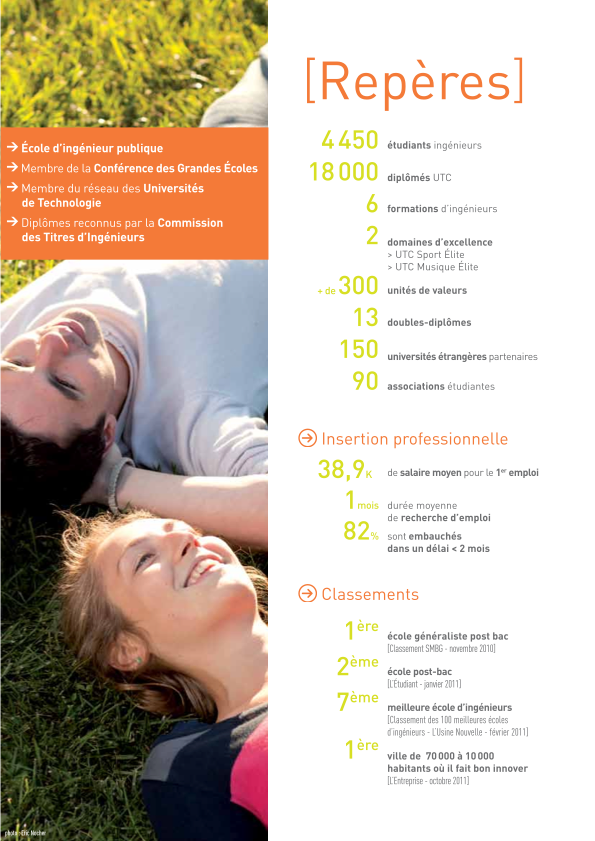 → École d'ingénieur publique
→ Membre de la Conférence des Grandes Écoles
→ Membre du réseau des Universités
de Technologie
→ Diplômes reconnus par la Commission
des Titres d'Ingénieurs
photo : Eric Nocher
[Repères]
4 450 étudiants ingénieurs
18 000 diplômés UTC
6 formations d'ingénieurs
2 domaines d'excellence
> UTC Sport Élite
> UTC Musique Élite
+ de 300 unités de valeurs
13 doubles-diplômes
150 universités étrangères partenaires
90 associations étudiantes
Insertion professionnelle
38,9 K de salaire moyen pour le 1er emploi
1 mois durée moyenne
de recherche d'emploi
82% sont embauchés
dans un délai < 2 mois
Classements
1ère école généraliste post bac
[Classement SMBG - novembre 2010]
2ème école post-bac
[L'Étudiant - janvier 2011]
7ème meilleure école d'ingénieurs
[Classement des 100 meilleures écoles
d'ingénieurs - L'Usine Nouvelle - février 2011]
1ère ville de 70 000 à 10 000
habitants où il fait bon innover
[L'Entreprise - octobre 2011]